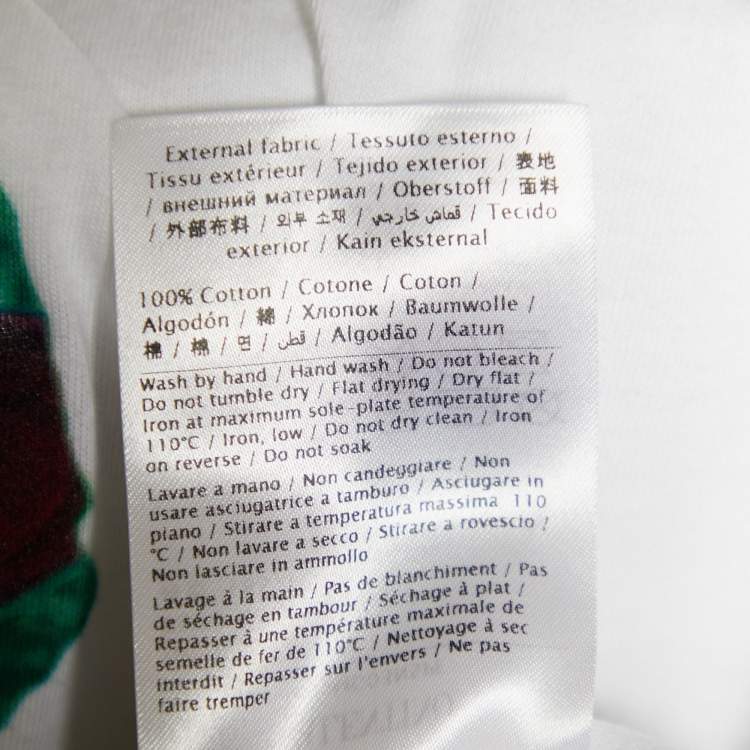 External fabric / Tessuto esterno /
Tissu extérieur / Tejido exterior / 表地
/ внешний материал / Oberstoff / 面料
/ 外部布料 / 외부 소재 / قماش خارجي / Tecido
exterior / Kain eksternal
100% Cotton / Cotone / Coton /
Algodón / 綿 / Хлопок / Baumwolle /
棉 / 棉 / 면 / قطن / Algodão / Katun
Wash by hand / Hand wash / Do not bleach /
Do not tumble dry / Flat drying / Dry flat /
Iron at maximum sole-plate temperature of
110°C / Iron, low / Do not dry clean / Iron
on reverse / Do not soak
Lavare a mano / Non candeggiare / Non
usare asciugatrice a tamburo / Asciugare in
piano / Stirare a temperatura massima 110
°C / Non lavare a secco / Stirare a rovescio /
Non lasciare in ammollo
Lavage à la main / Pas de blanchiment / Pas
de séchage en tambour / Séchage à plat /
Repasser à une température maximale de
semelle de fer de 110°C / Nettoyage à sec
interdit / Repasser sur l'envers / Ne pas
faire tremper